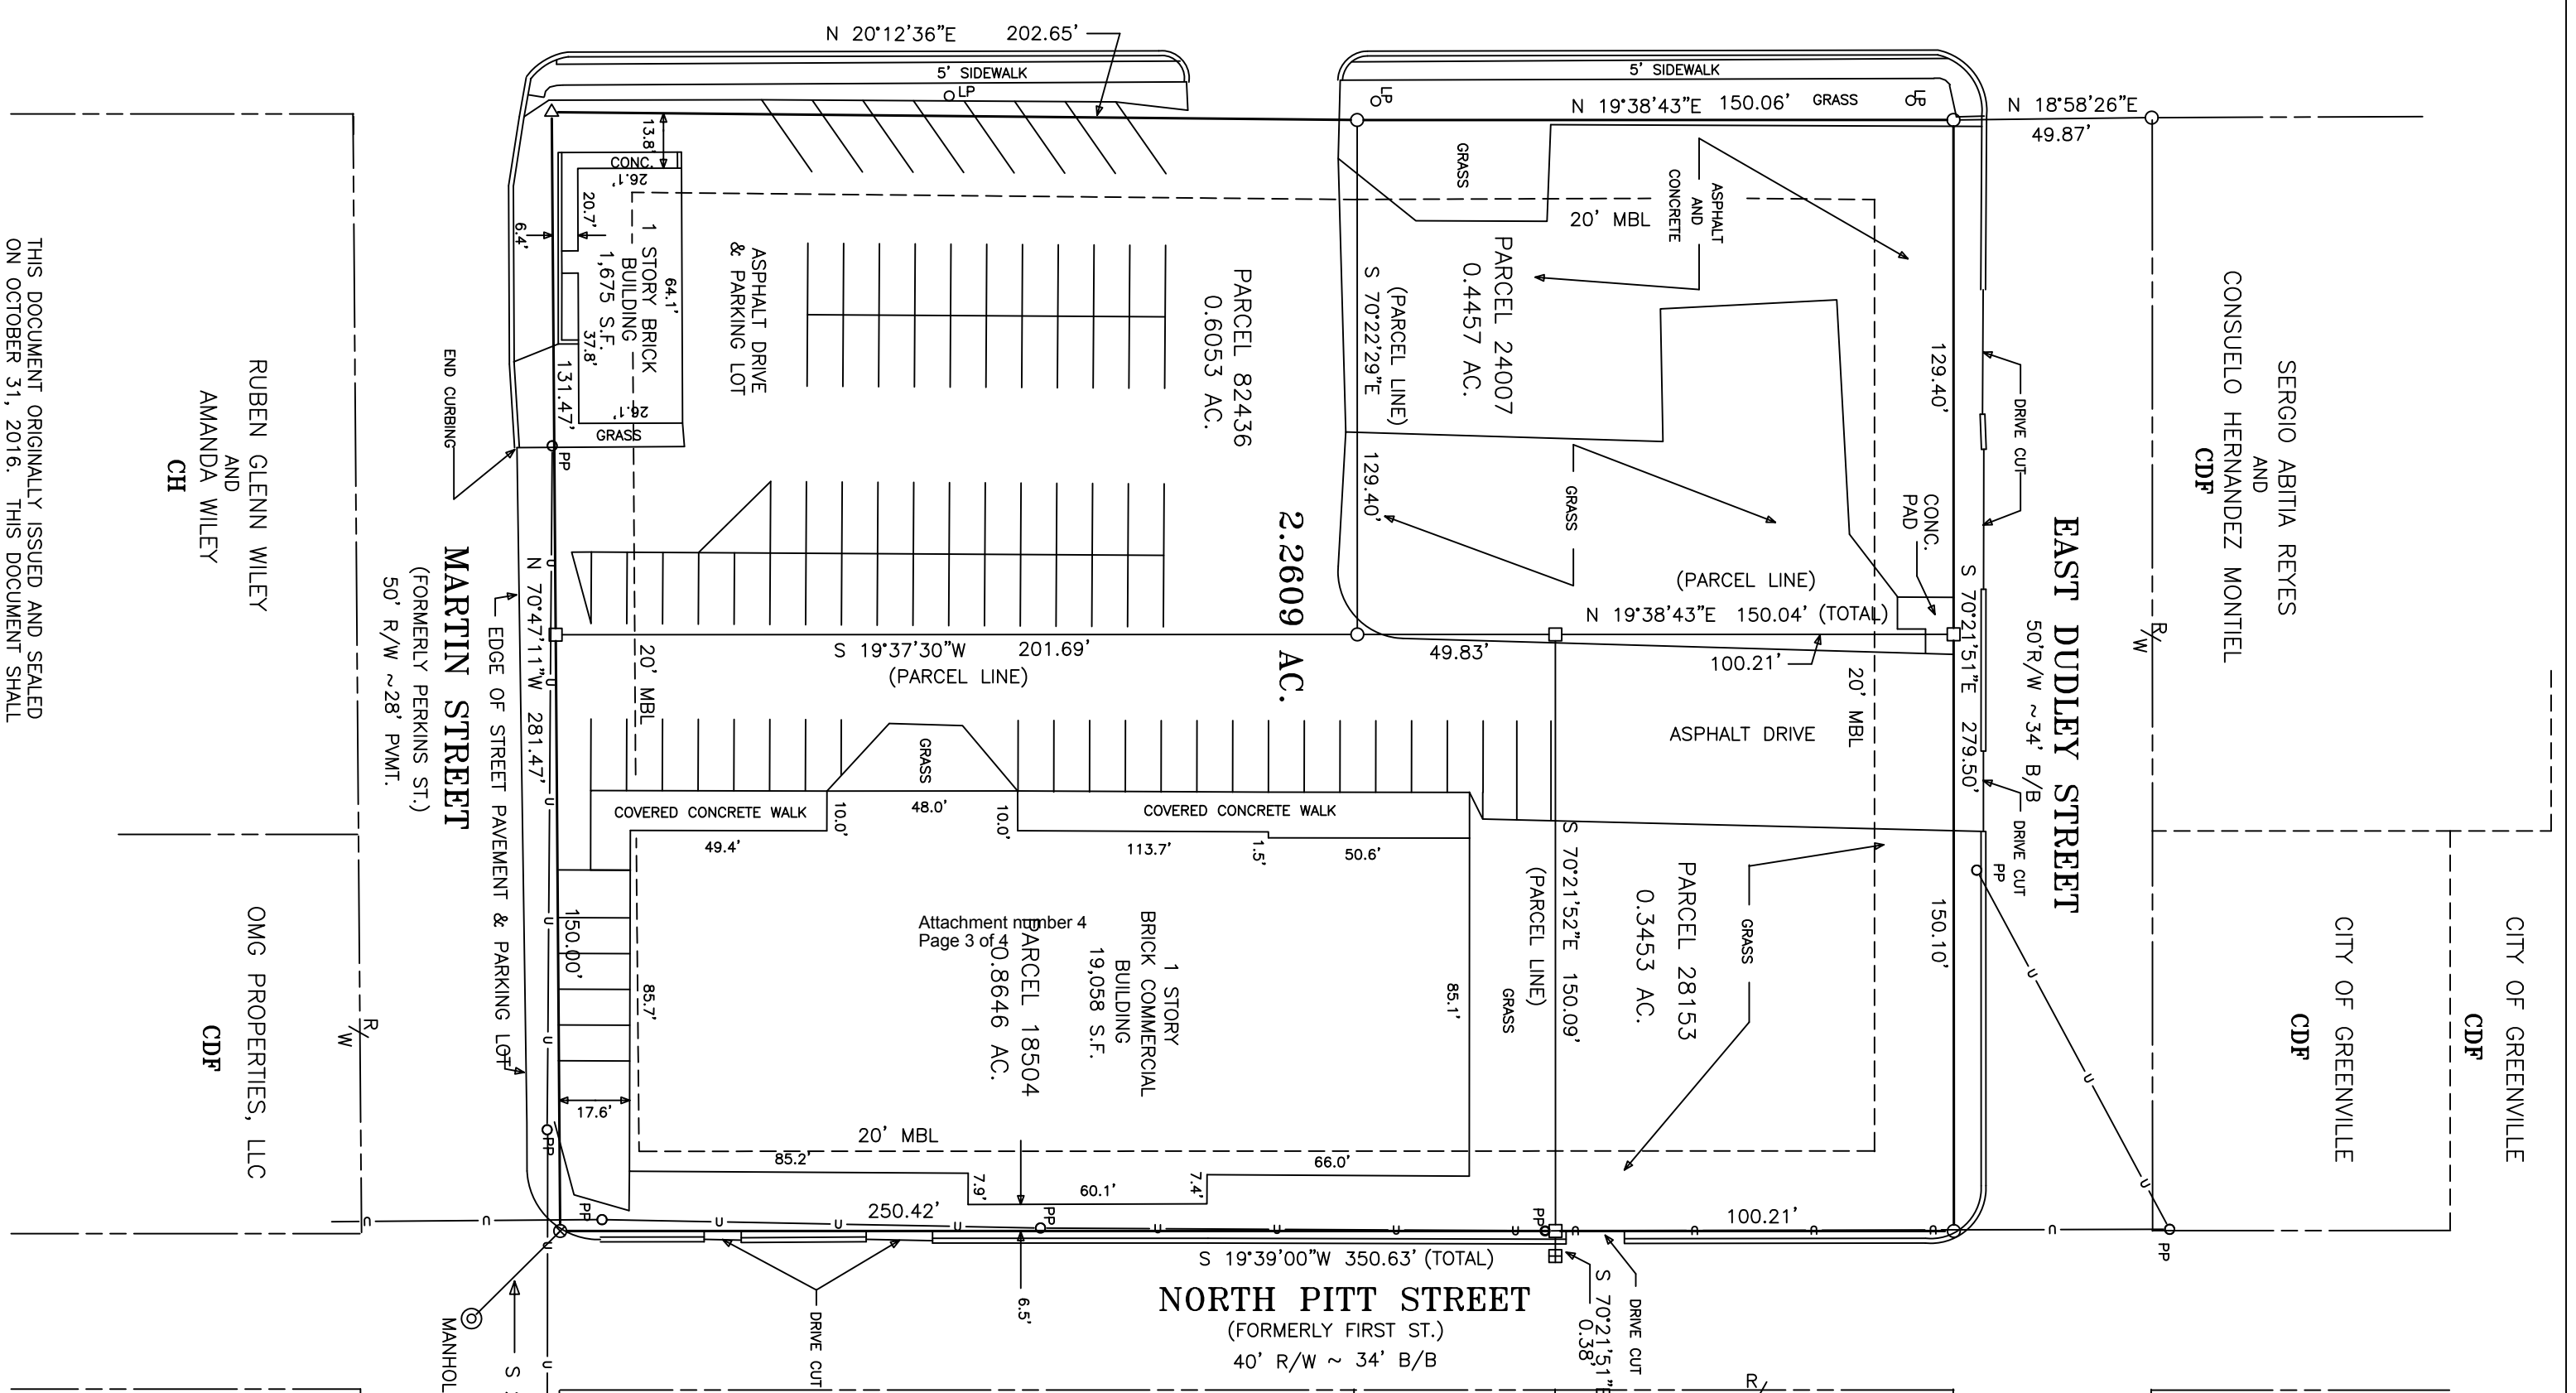 N 20°12'36"E 202.65'
5' SIDEWALK
LP
5' SIDEWALK
LP
LP
N 19°38'43"E 150.06'
GRASS
N 18°58'26"E
49.87'
13.8'
CONC.
26.1'
20.7'
6.4'
1 STORY BRICK
BUILDING
1,675 S.F.
64.1'
37.8'
26.1'
GRASS
131.47'
PP
END CURBING
ASPHALT DRIVE
& PARKING LOT
PARCEL 82436
0.6053 AC.
GRASS
ASPHALT
AND
CONCRETE
20' MBL
PARCEL 24007
0.4457 AC.
(PARCEL LINE)
S 70°22'29"E
129.40'
GRASS
129.40'
DRIVE CUT
CONC.
PAD
(PARCEL LINE)
N 19°38'43"E 150.04' (TOTAL)
49.83'
100.21'
S 19°37'30"W 201.69'
(PARCEL LINE)
2.2609 AC.
20' MBL
20' MBL
ASPHALT DRIVE
S 70°21'51"E 279.50'
EAST DUDLEY STREET
50'R/W ~34' B/B
DRIVE CUT
PP
SERGIO ABITIA REYES
AND
CONSUELO HERNANDEZ MONTIEL
CDF
R/W
CITY OF GREENVILLE
CDF
CITY OF GREENVILLE
CDF
THIS DOCUMENT ORIGINALLY ISSUED AND SEALED
ON OCTOBER 31, 2016. THIS DOCUMENT SHALL
RUBEN GLENN WILEY
AND
AMANDA WILEY
CH
MARTIN STREET
(FORMERLY PERKINS ST.)
50' R/W ~28' PVMT.
EDGE OF STREET PAVEMENT & PARKING LOT
N 70°47'11"W 281.47'
OMG PROPERTIES, LLC
CDF
R/W
COVERED CONCRETE WALK
10.0'
GRASS
48.0'
10.0'
COVERED CONCRETE WALK
49.4'
113.7'
1.5'
50.6'
150.00'
85.7'
17.6'
PP
Attachment number 4
Page 3 of 4
PARCEL 18504
0.8646 AC.
1 STORY
BRICK COMMERCIAL
BUILDING
19,058 S.F.
85.1'
S 70°21'52"E 150.09'
(PARCEL LINE)
GRASS
PARCEL 28153
0.3453 AC.
GRASS
150.10'
20' MBL
85.2'
7.9'
60.1'
7.4'
66.0'
PP
250.42'
PP
PP
100.21'
PP
S 19°39'00"W 350.63' (TOTAL)
NORTH PITT STREET
(FORMERLY FIRST ST.)
40' R/W ~ 34' B/B
6.5'
DRIVE CUT
DRIVE CUT
S 70°21'51"E
0.38'
MANHOL
S
R/